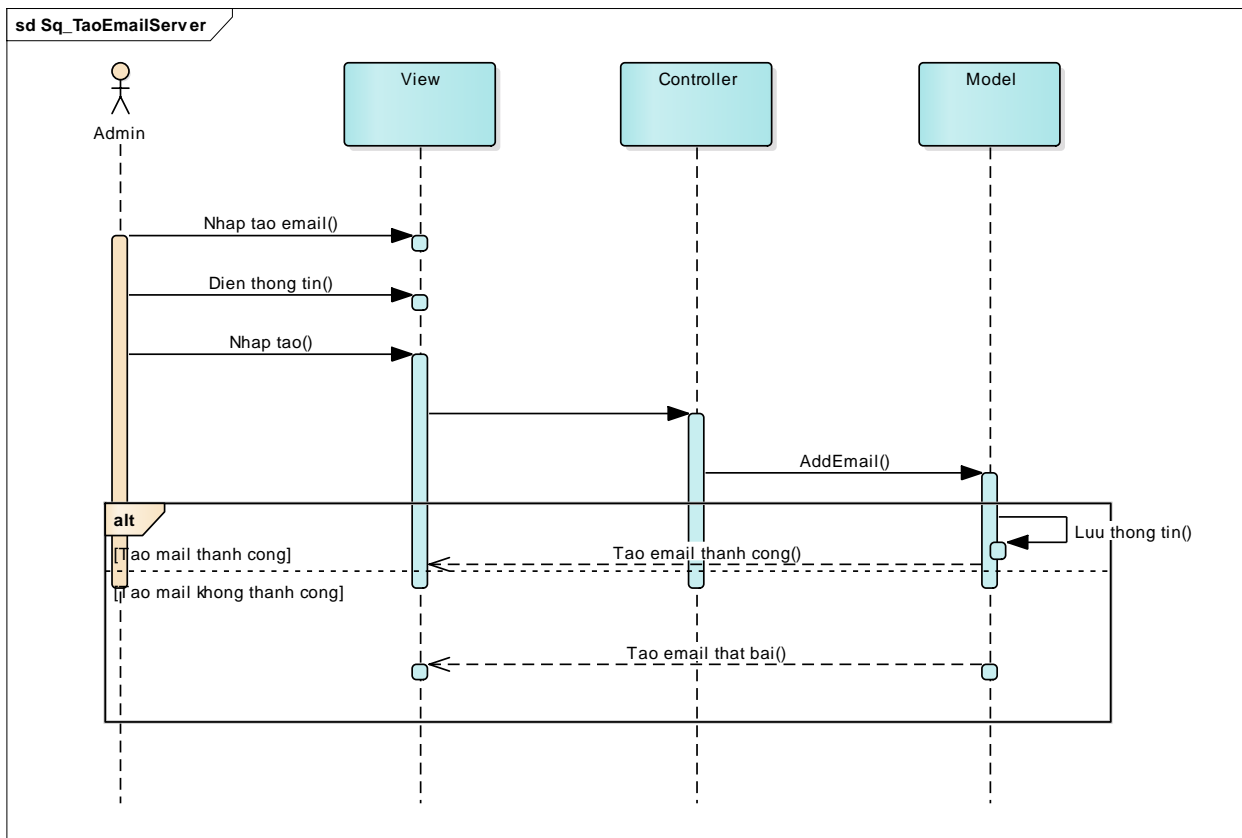 sd Sq_TaoEmailServer
View
Controller
Model
Admin
Nhap tao email()
Dien thong tin()
Nhap tao()
AddEmail()
alt
Luu thong tin()
[Tao mail thanh cong]
Tao email thanh cong()
[Tao mail khong thanh cong]
Tao email that bai()